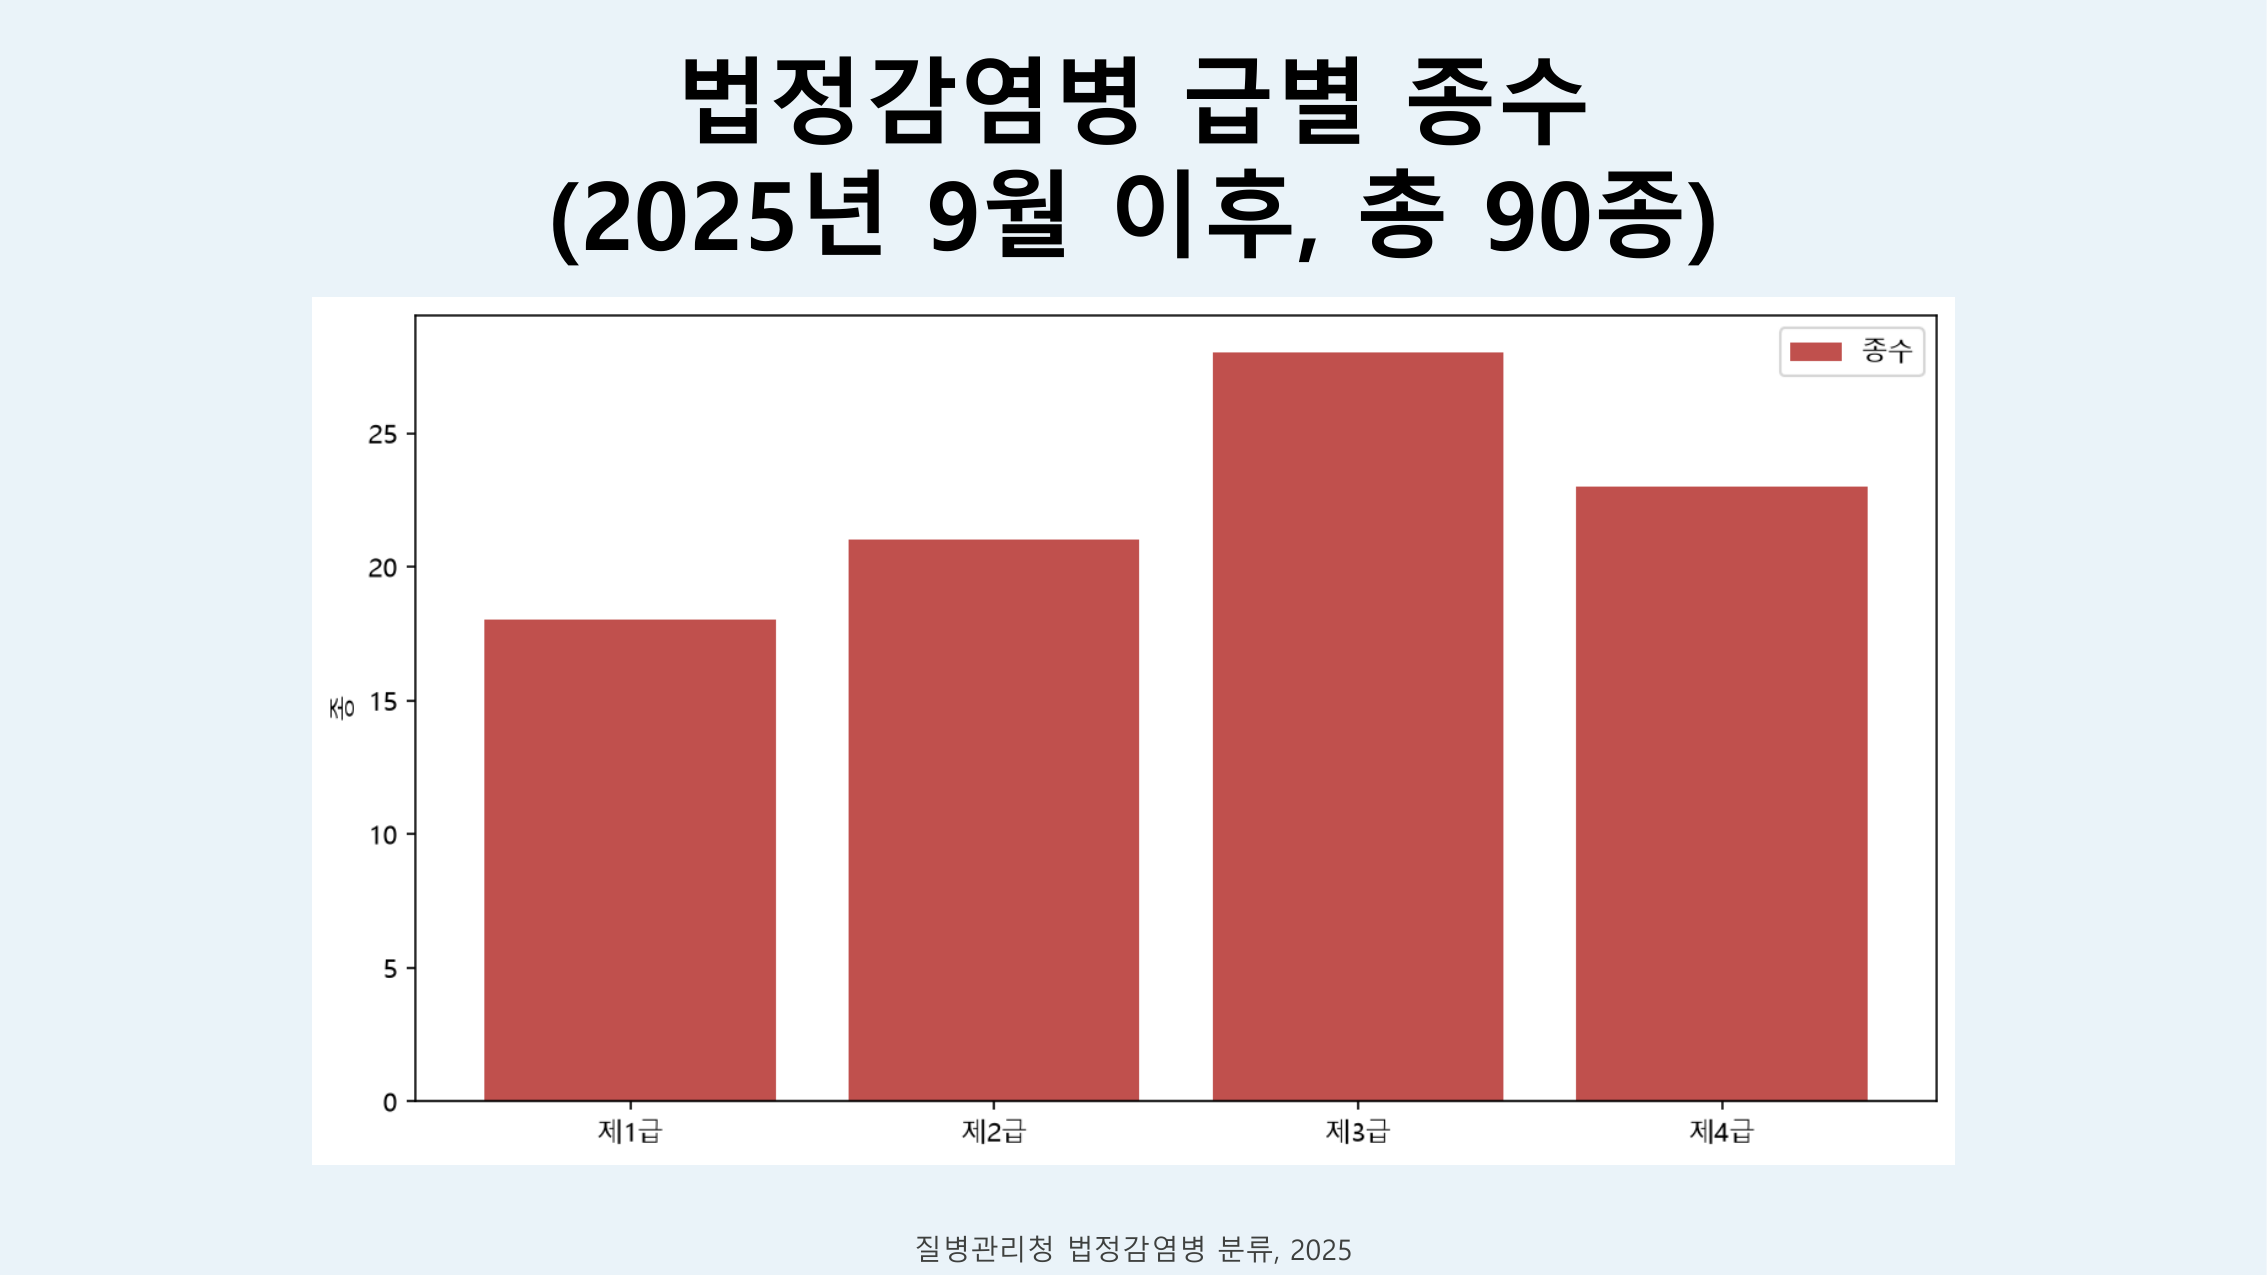 법정감염병 급별 종수
(2025년 9월 이후, 총 90종)
종수
종
25
20
15
10
5
0
제1급
제2급
제3급
제4급
질병관리청 법정감염병 분류, 2025